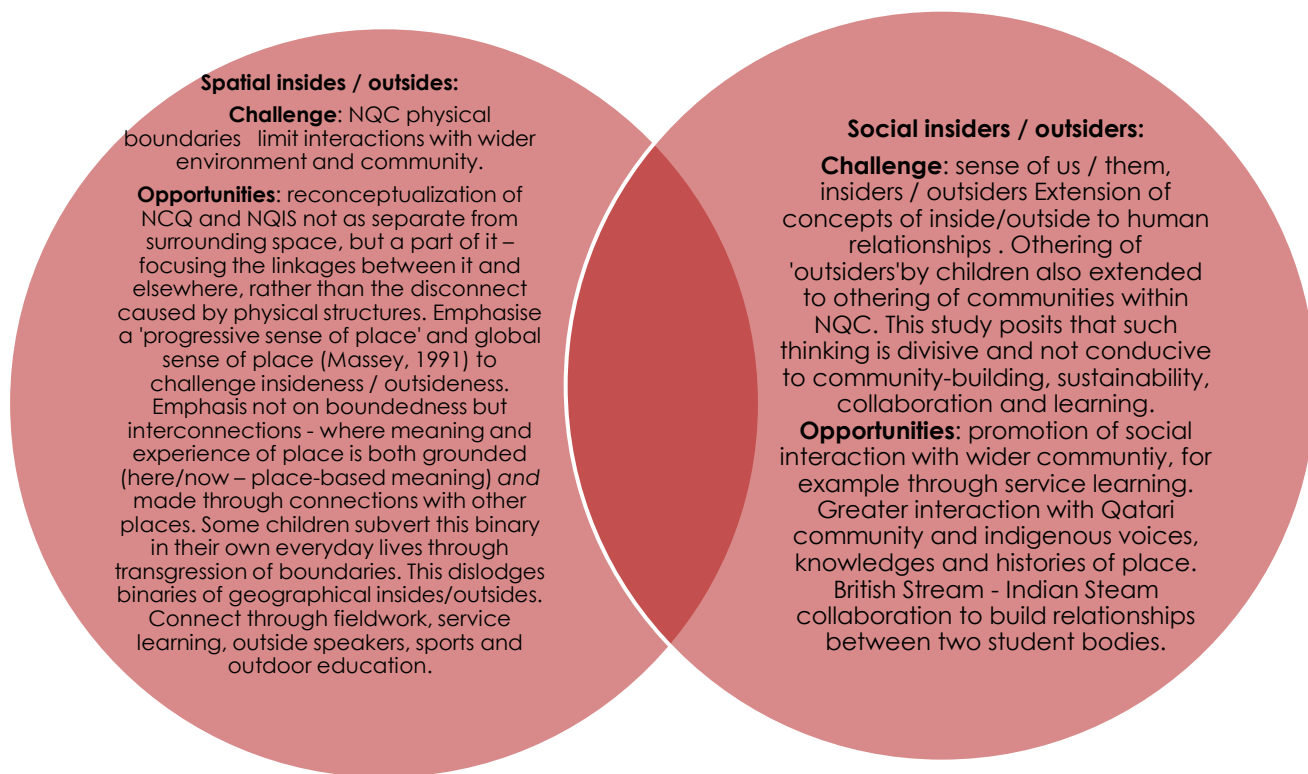 Spatial insides / outsides:
Challenge: NQC physical
boundaries limit interactions with wider
environment and community.
Opportunities: reconceptualization of
NCQ and NQIS not as separate from
surrounding space, but a part of it –
focusing the linkages between it and
elsewhere, rather than the disconnect
caused by physical structures. Emphasise
a 'progressive sense of place' and global
sense of place (Massey, 1991) to
challenge insideness / outsideness.
Emphasis not on boundedness but
interconnections - where meaning and
experience of place is both grounded
(here/now – place-based meaning) and
made through connections with other
places. Some children subvert this binary
in their own everyday lives through
transgression of boundaries. This dislodges
binaries of geographical insides/outsides.
Connect through fieldwork, service
learning, outside speakers, sports and
outdoor education.
Social insiders / outsiders:
Challenge: sense of us / them,
insiders / outsiders Extension of
concepts of inside/outside to human
relationships . Othering of
'outsiders'by children also extended
to othering of communities within
NQC. This study posits that such
thinking is divisive and not conducive
to community-building, sustainability,
collaboration and learning.
Opportunities: promotion of social
interaction with wider communtiy, for
example through service learning.
Greater interaction with Qatari
community and indigenous voices,
knowledges and histories of place.
British Stream - Indian Steam
collaboration to build relationships
between two student bodies.